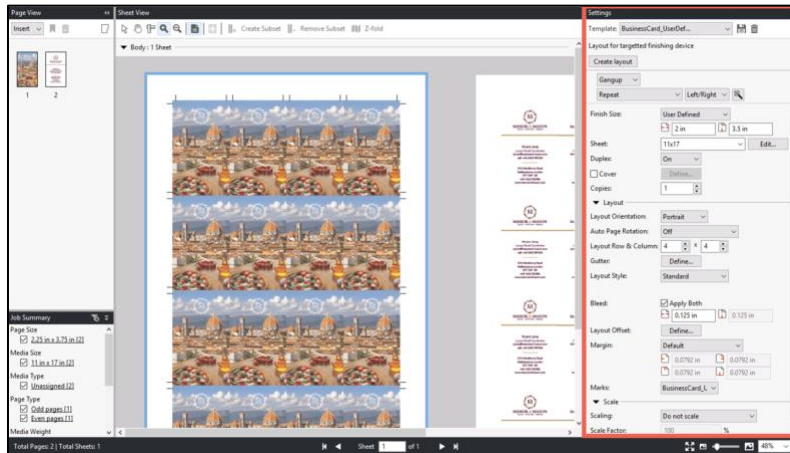 Page View
Insert
1
2
Job Summary
Page Size
2.25 in x 3.75 in [2]
Media Size
11 in x 17 in [2]
Media Type
Unassigned [2]
Page Type
Odd pages [1]
Even pages [1]
Media Weight
Total Pages: 2 | Total Sheets: 1
Sheet View
Create Subset
Remove Subset
Z-fold
Body : 1 Sheet
Sheet 1 of 1
48%
Settings
Template: BusinessCard_UserDef...
Layout for targetted finishing device
Create layout
Gangup
Repeat Left/Right
Finish Size: User Defined
2 in 3.5 in
Sheet: 11x17 Edit...
Duplex: On
Cover Define...
Copies: 1
Layout
Layout Orientation: Portrait
Auto Page Rotation: Off
Layout Row & Column: 4 x 4
Gutter: Define...
Layout Style: Standard
Bleed: Apply Both
0.125 in 0.125 in
Layout Offset: Define...
Margin: Default
0.0792 in 0.0792 in
0.0792 in 0.0792 in
Marks: BusinessCard_U
Scale
Scaling: Do not scale
Scale Factor: 100 %